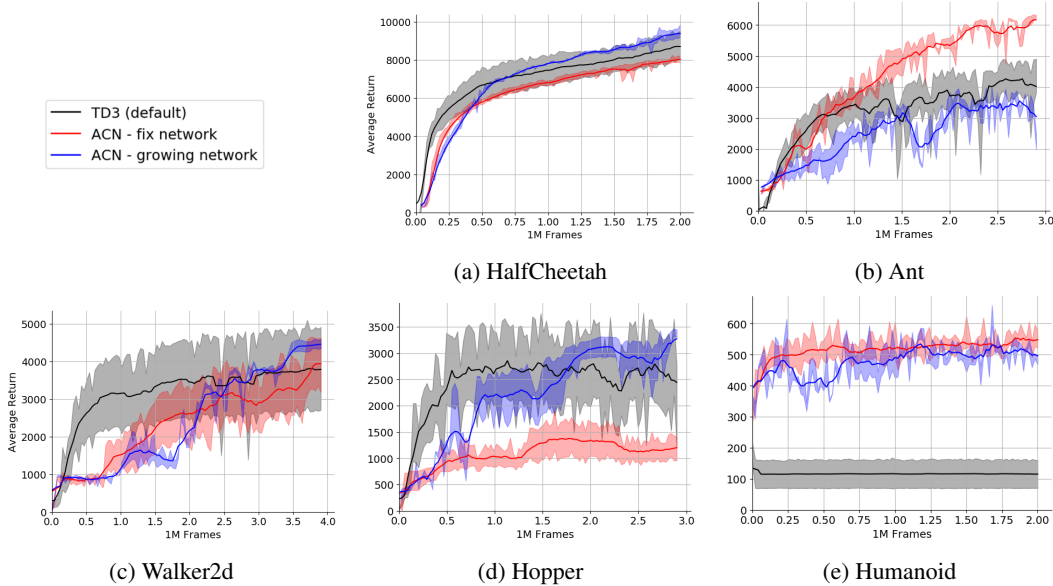 TD3 (default)
ACN - fix network
ACN - growing network
Average Return
10000
8000
6000
4000
2000
0
0.00 0.25 0.50 0.75 1.00 1.25 1.50 1.75 2.00
1M Frames
(a) HalfCheetah
6000
5000
4000
3000
2000
1000
0
0.0 0.5 1.0 1.5 2.0 2.5 3.0
1M Frames
(b) Ant
Average Return
5000
4000
3000
2000
1000
0
0.0 0.5 1.0 1.5 2.0 2.5 3.0 3.5 4.0
1M Frames
(c) Walker2d
3500
3000
2500
2000
1500
1000
500
0
0.0 0.5 1.0 1.5 2.0 2.5 3.0
1M Frames
(d) Hopper
600
500
400
300
200
100
0
0.00 0.25 0.50 0.75 1.00 1.25 1.50 1.75 2.00
1M Frames
(e) Humanoid